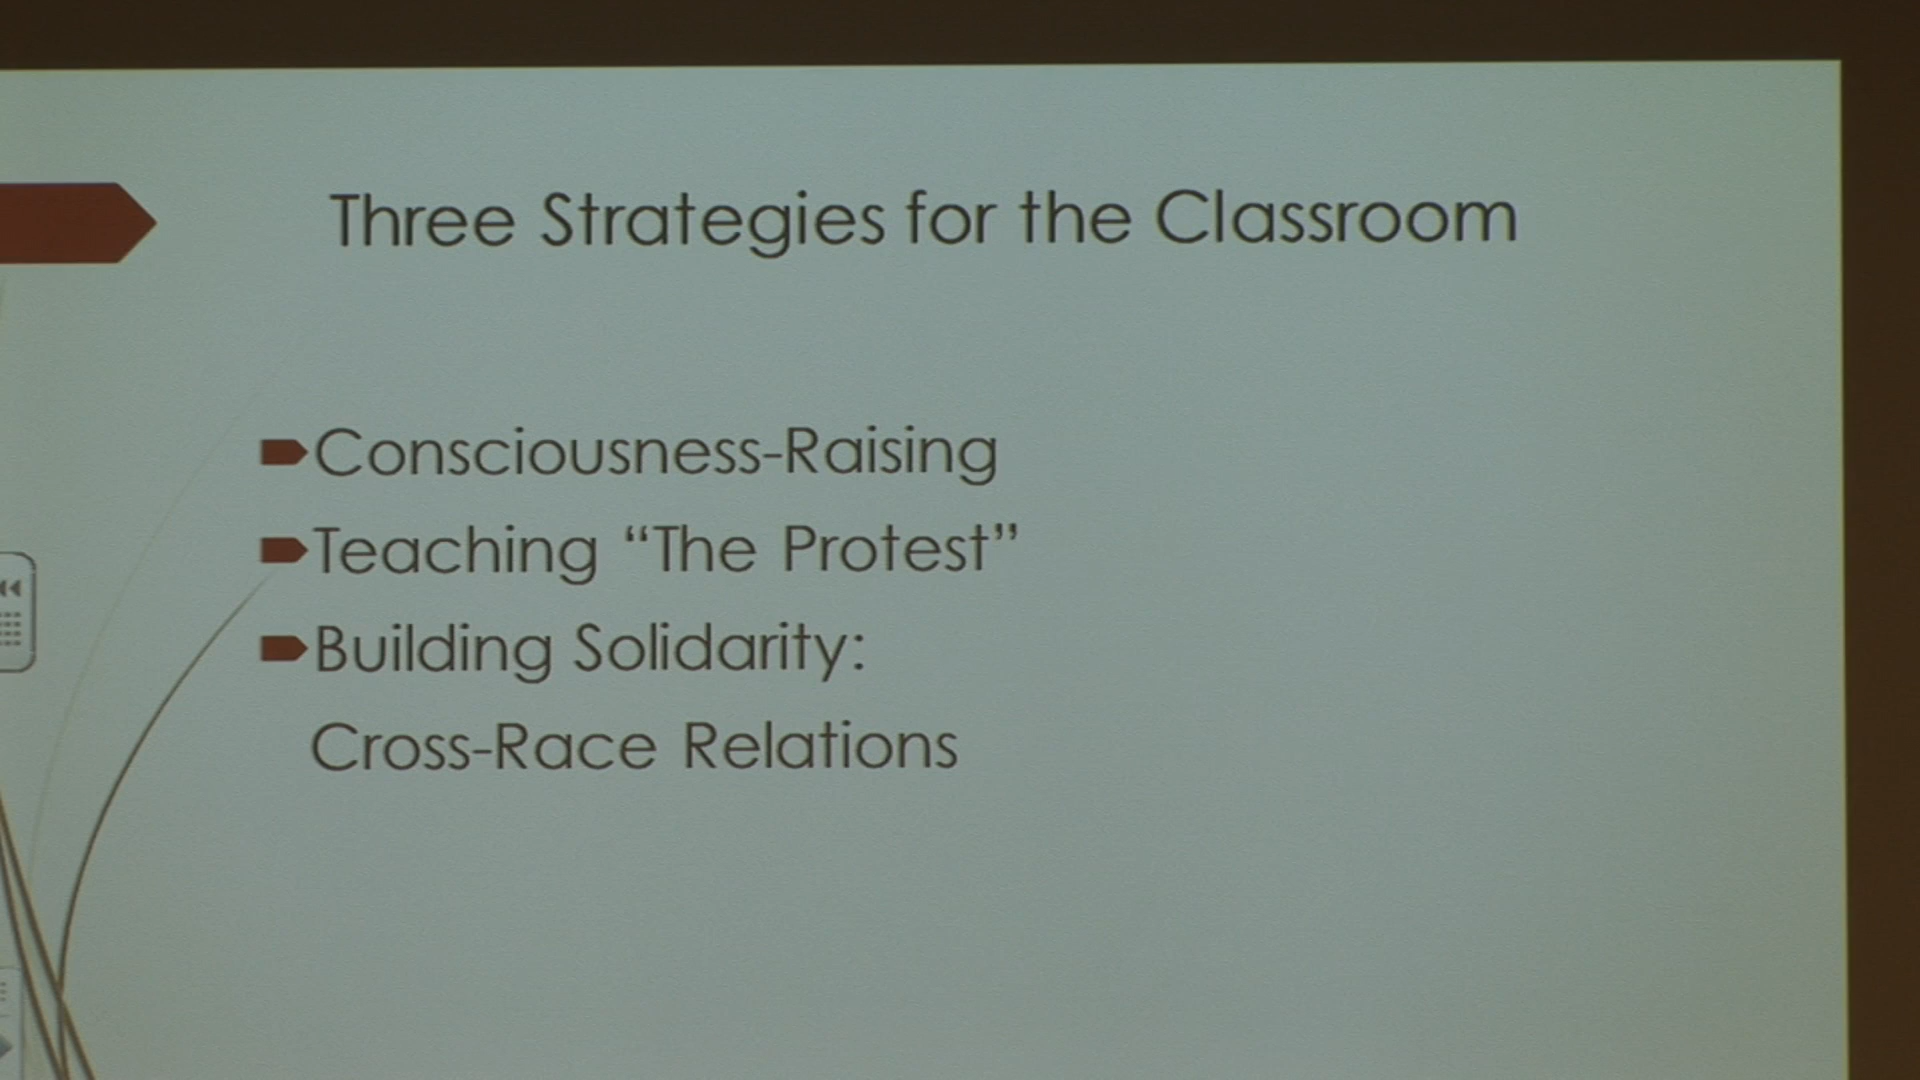 Three Strategies for the Classroom
Consciousness-Raising
Teaching “The Protest”
Building Solidarity:
Cross-Race Relations